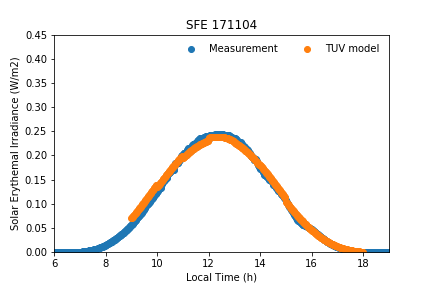 SFE 171104
Measurement
TUV model
Solar Erythemal Irradiance (W/m2)
0.45
0.40
0.35
0.30
0.25
0.20
0.15
0.10
0.05
0.00
6 8 10 12 14 16 18
Local Time (h)